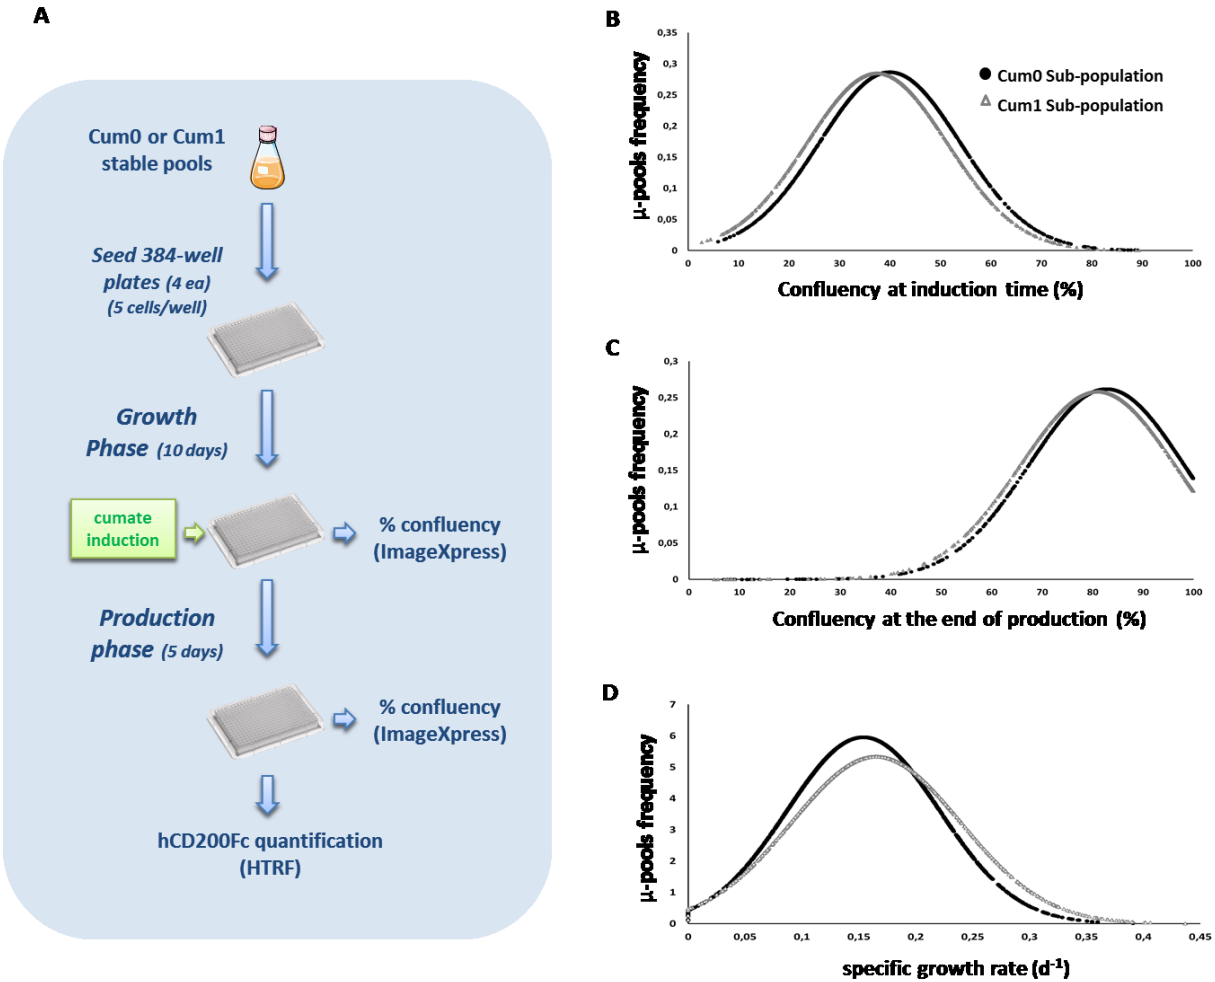 A
Cum0 or Cum1
stable pools
Seed 384-well
plates (4 ea)
(5 cells/well)
Growth
Phase (10 days)
cumate
induction
% confluency
(ImageXpress)
Production
phase (5 days)
% confluency
(ImageXpress)
hCD200Fc quantification
(HTRF)
B
μ-pools frequency
0,35
0,3
0,25
0,2
0,15
0,1
0,05
0
0 10 20 30 40 50 60 70 80 90 100
Confluency at induction time (%)
Cum0 Sub-population
Cum1 Sub-population
C
μ-pools frequency
0,3
0,25
0,2
0,15
0,1
0,05
0
0 10 20 30 40 50 60 70 80 90 100
Confluency at the end of production (%)
D
μ-pools frequency
7
6
5
4
3
2
1
0
0 0,05 0,1 0,15 0,2 0,25 0,3 0,35 0,4 0,45
specific growth rate (d⁻¹)